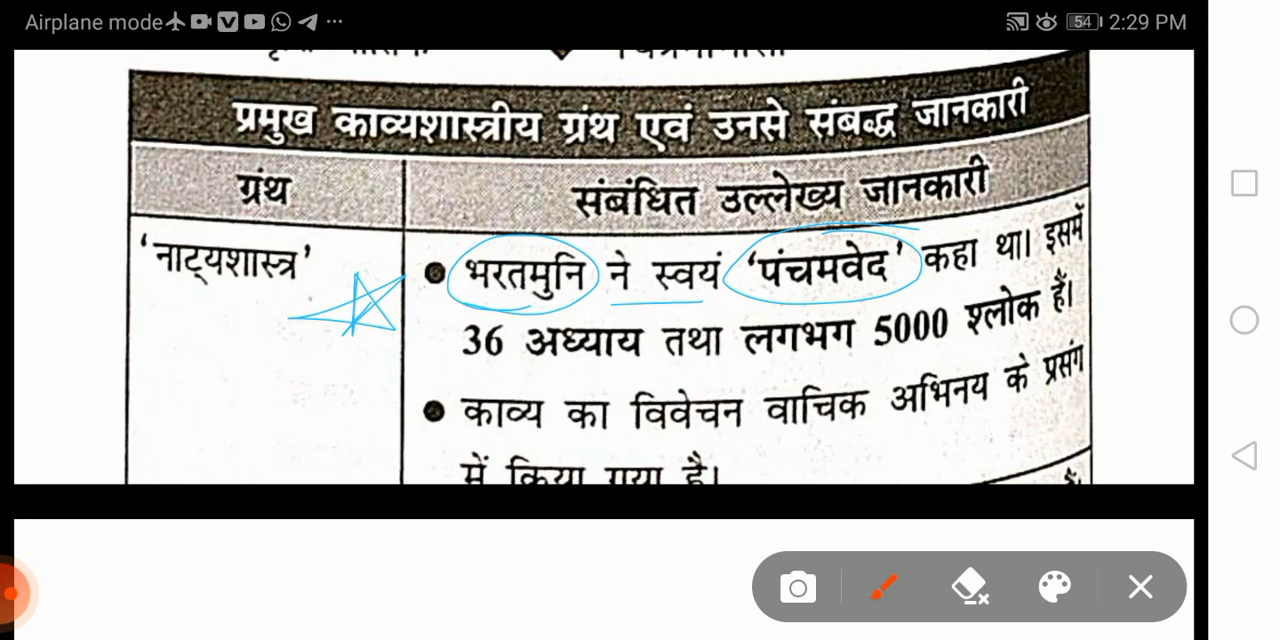 Airplane mode
54 2:29 PM
प्रमुख काव्यशास्त्रीय ग्रंथ एवं उनसे संबद्ध जानकारी
ग्रंथ
संबंधित उल्लेख्य जानकारी
‘नाट्यशास्त्र’
● भरतमुनि ने स्वयं ‘पंचमवेद’ कहा था। इसमें
36 अध्याय तथा लगभग 5000 श्लोक हैं।
● काव्य का विवेचन वाचिक अभिनय के प्रसंग
में किया गया है।